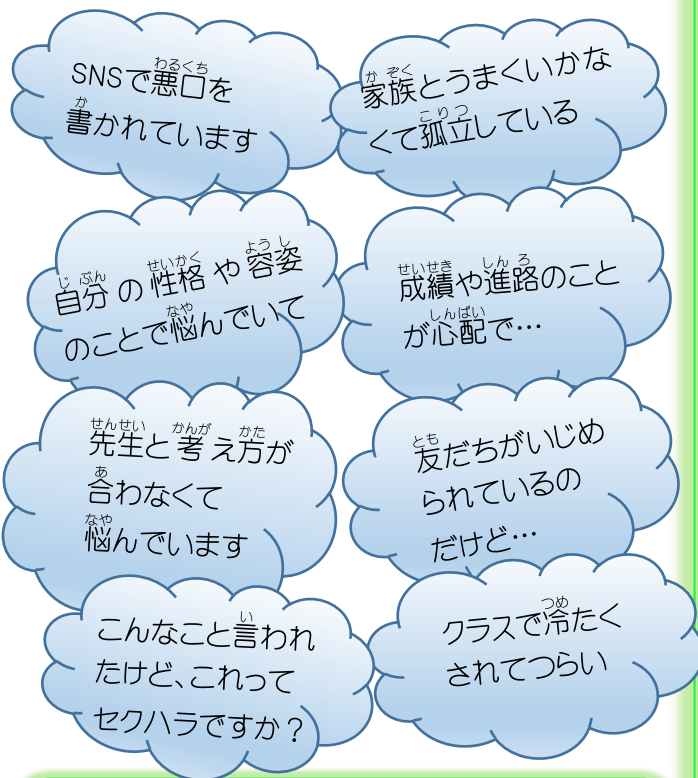 SNSで悪口を
書かれています
家族とうまくいかな
くて孤立している
自分の性格や容姿
のことで悩んでいて
成績や進路のこと
が心配で…
先生と考え方が
合わなくて
悩んでいます
友だちがいじめ
られているの
だけど…
こんなこと言われ
たけど、これって
セクハラですか？
クラスで冷たく
されてつらい